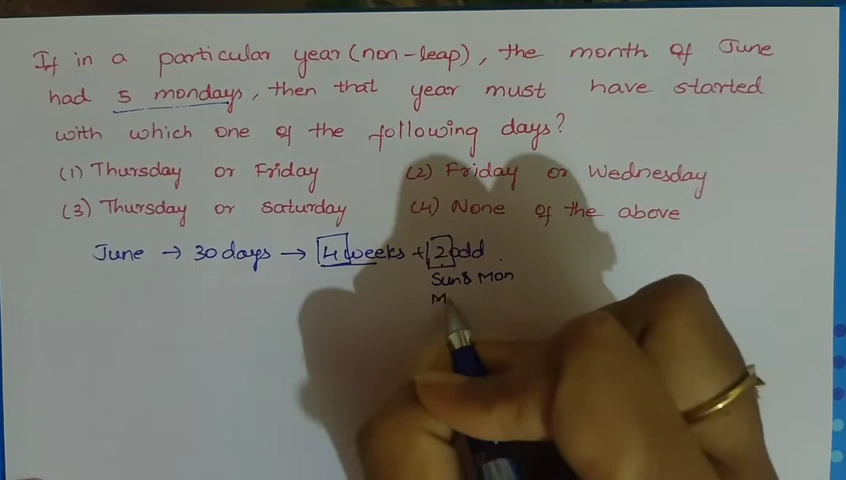 If in a particular year (non-leap), the month of June
had 5 mondays, then that year must have started
with which one of the following days?
(1) Thursday or Friday (2) Friday or Wednesday
(3) Thursday or Saturday (4) None of the above
June → 30 days → 4 weeks + 2 odd.
Sun & Mon
M